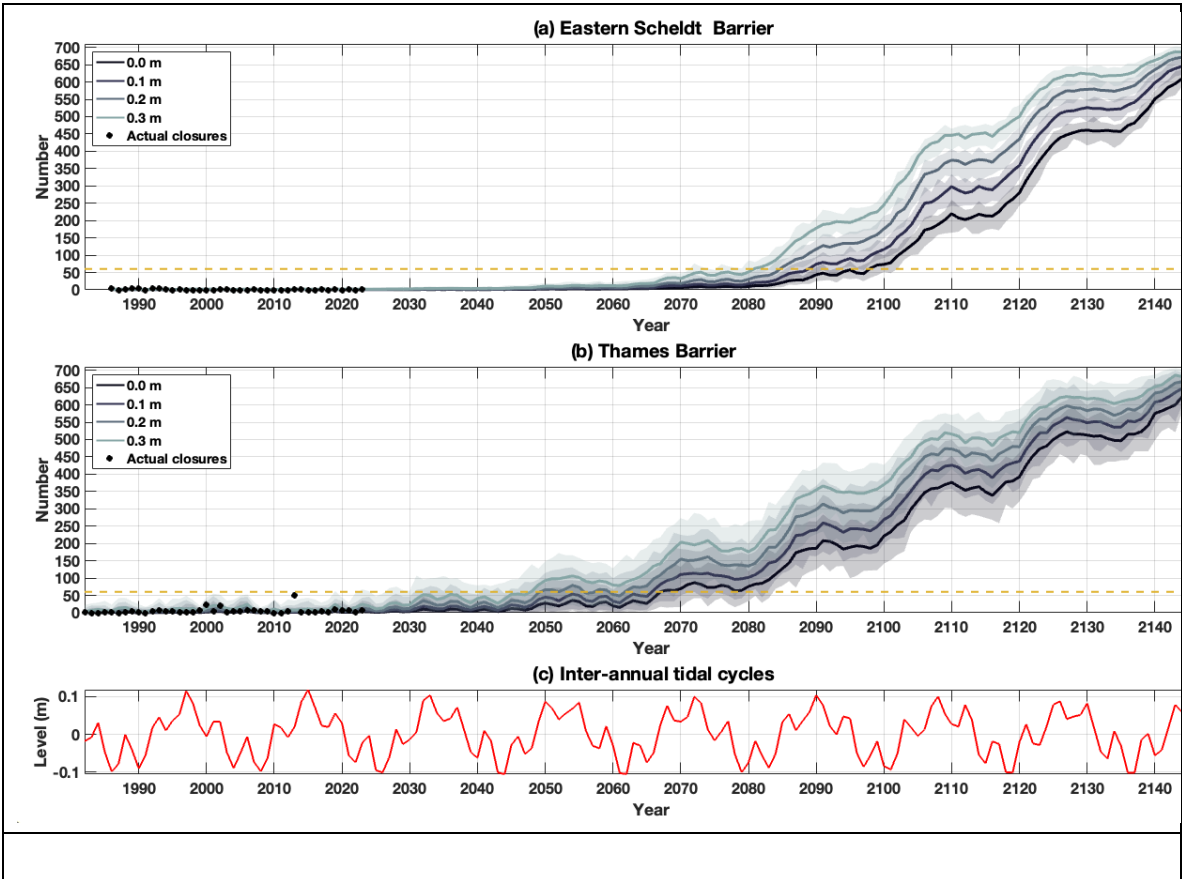 (a) Eastern Scheldt  Barrier
700
650
600
550
500
450
400
350
300
250
200
150
100
50
0
Number
0.0 m
0.1 m
0.2 m
0.3 m
Actual closures
1990 2000 2010 2020 2030 2040 2050 2060 2070 2080 2090 2100 2110 2120 2130 2140
Year
(b) Thames Barrier
700
650
600
550
500
450
400
350
300
250
200
150
100
50
0
Number
0.0 m
0.1 m
0.2 m
0.3 m
Actual closures
1990 2000 2010 2020 2030 2040 2050 2060 2070 2080 2090 2100 2110 2120 2130 2140
Year
(c) Inter-annual tidal cycles
0.1
0
-0.1
Level (m)
1990 2000 2010 2020 2030 2040 2050 2060 2070 2080 2090 2100 2110 2120 2130 2140
Year